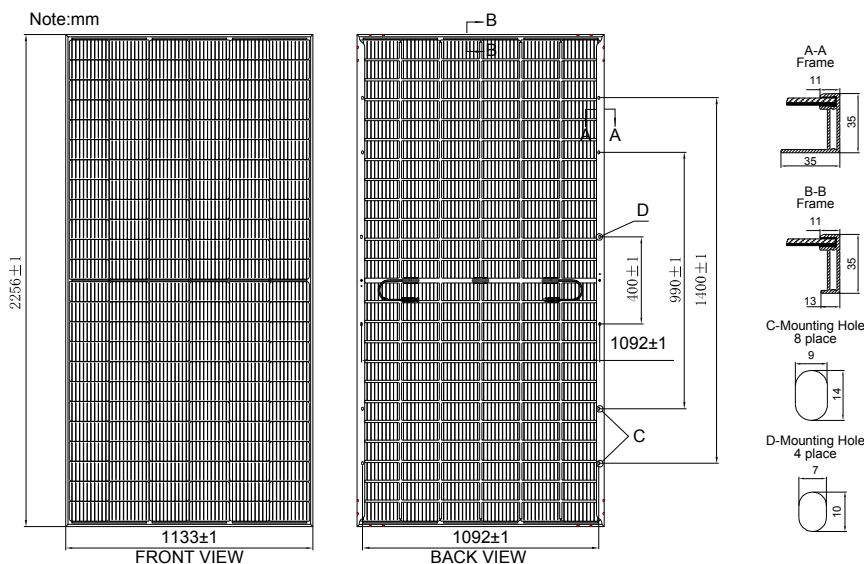 Note:mm
B
B
A-A
Frame
11
35
35
A
A
B-B
Frame
11
35
13
D
2256±1
400±1
990±1
1400±1
1092±1
C
C-Mounting Hole
8 place
9
14
D-Mounting Hole
4 place
7
10
1133±1
FRONT VIEW
1092±1
BACK VIEW